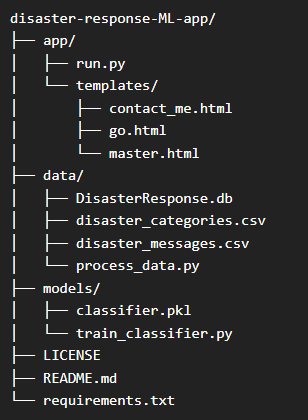 disaster-response-ML-app/
├── app/
│   ├── run.py
│   └── templates/
│       ├── contact_me.html
│       ├── go.html
│       └── master.html
├── data/
│   ├── DisasterResponse.db
│   ├── disaster_categories.csv
│   ├── disaster_messages.csv
│   └── process_data.py
├── models/
│   ├── classifier.pkl
│   └── train_classifier.py
├── LICENSE
├── README.md
└── requirements.txt